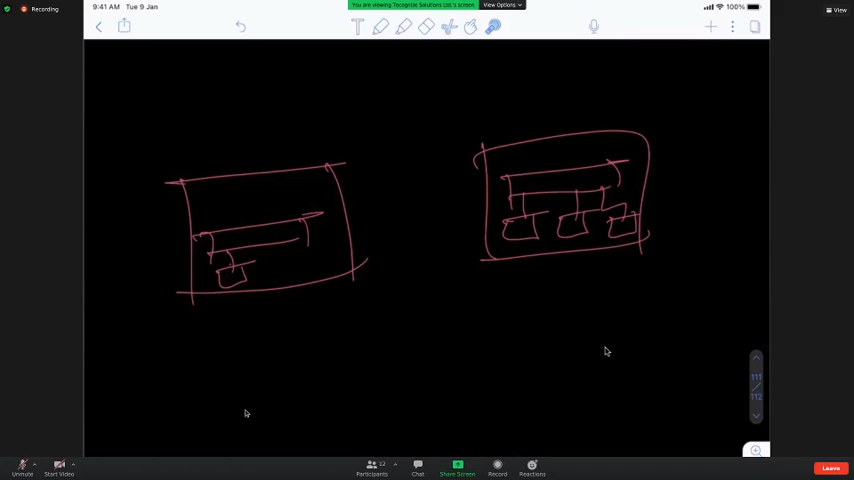 Recording
9:41 AM Tue 9 Jan
You are viewing Tecognise Solutions Ltd.'s screen
View Options
100%
View
T
111
112
Unmute
Start Video
12
Participants
Chat
Share Screen
Record
Reactions
Leave